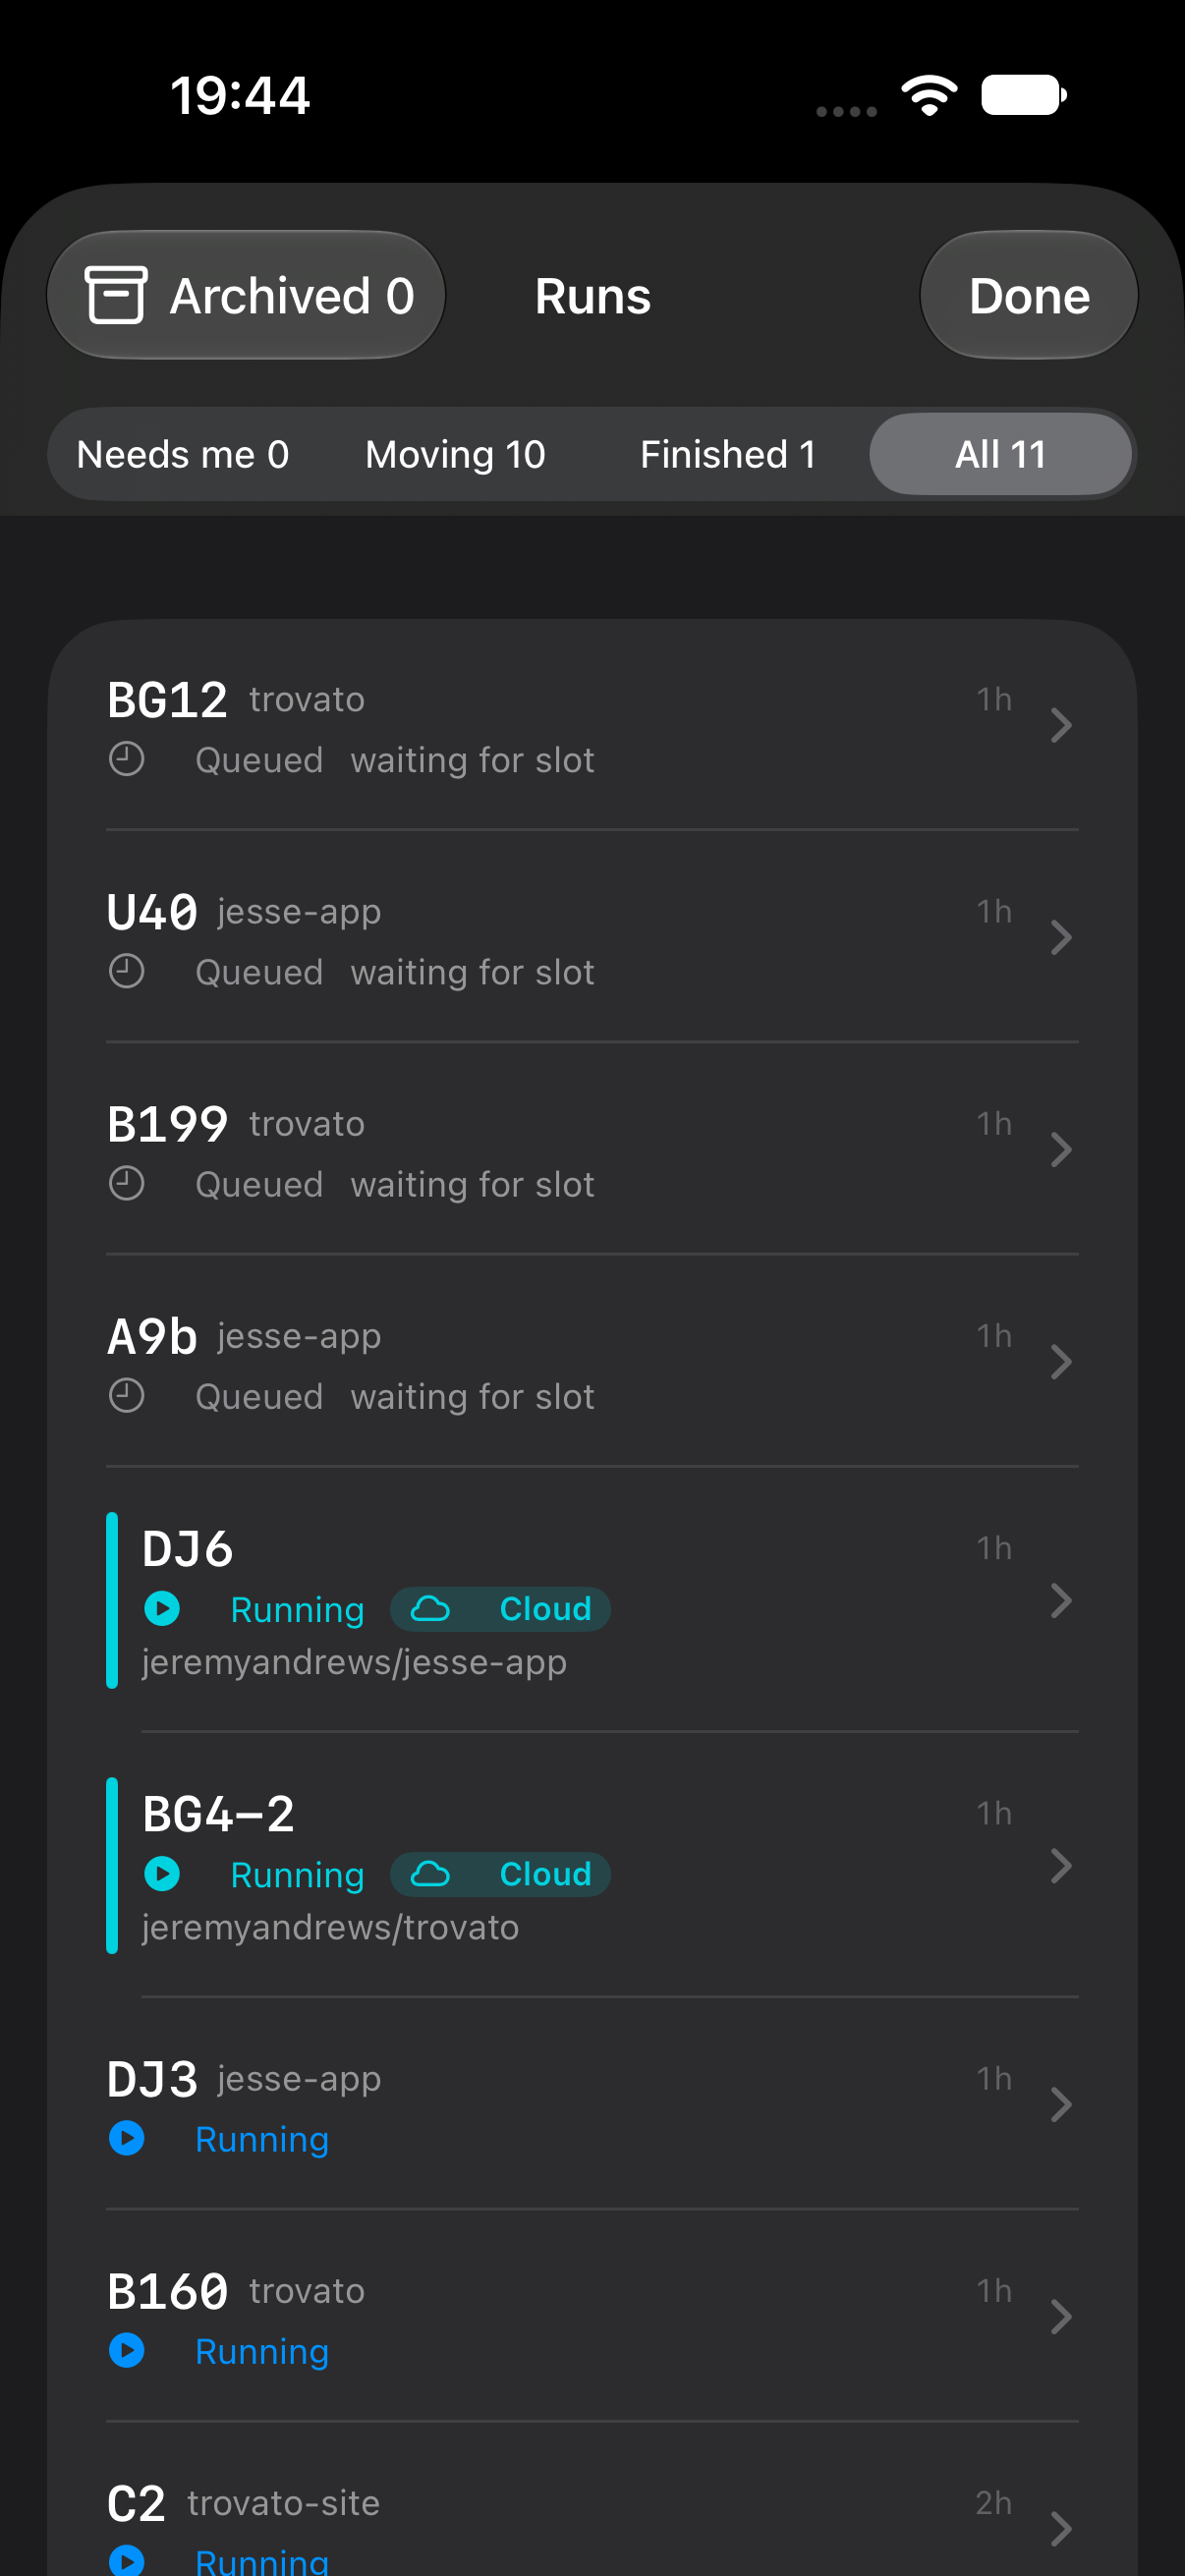 19:44
Archived 0
Runs
Done
Needs me 0
Moving 10
Finished 1
All 11
BG12 trovato 1h
Queued waiting for slot
U40 jesse-app 1h
Queued waiting for slot
B199 trovato 1h
Queued waiting for slot
A9b jesse-app 1h
Queued waiting for slot
DJ6 1h
Running Cloud
jeremyandrews/jesse-app
BG4–2 1h
Running Cloud
jeremyandrews/trovato
DJ3 jesse-app 1h
Running
B160 trovato 1h
Running
C2 trovato-site 2h
Running